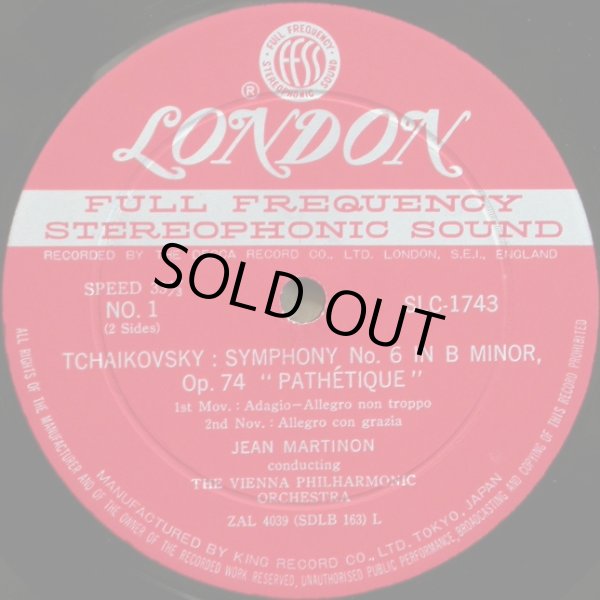 FULL FREQUENCY
ffss
STEREOPHONIC SOUND
®
LONDON
FULL FREQUENCY
STEREOPHONIC SOUND
RECORDED BY THE DECCA RECORD CO., LTD. LONDON, S.E.I., ENGLAND
SPEED 33⅓
NO. 1
(2 Sides)
SLC-1743
SOLD OUT
TCHAIKOVSKY : SYMPHONY No. 6 IN B MINOR,
Op. 74 “ PATHÉTIQUE ”
1st Mov. : Adagio—Allegro non troppo
2nd Nov. : Allegro con grazia
JEAN MARTINON
conducting
THE VIENNA PHILHARMONIC
ORCHESTRA
ZAL 4039 (SDLB 163) L
MANUFACTURED BY KING RECORD CO., LTD. TOKYO, JAPAN
ALL RIGHTS OF THE MANUFACTURER AND OF THE OWNER OF THE RECORDED WORK RESERVED, UNAUTHORISED PUBLIC PERFORMANCE, BROADCASTING AND COPYING OF THIS RECORD PROHIBITED